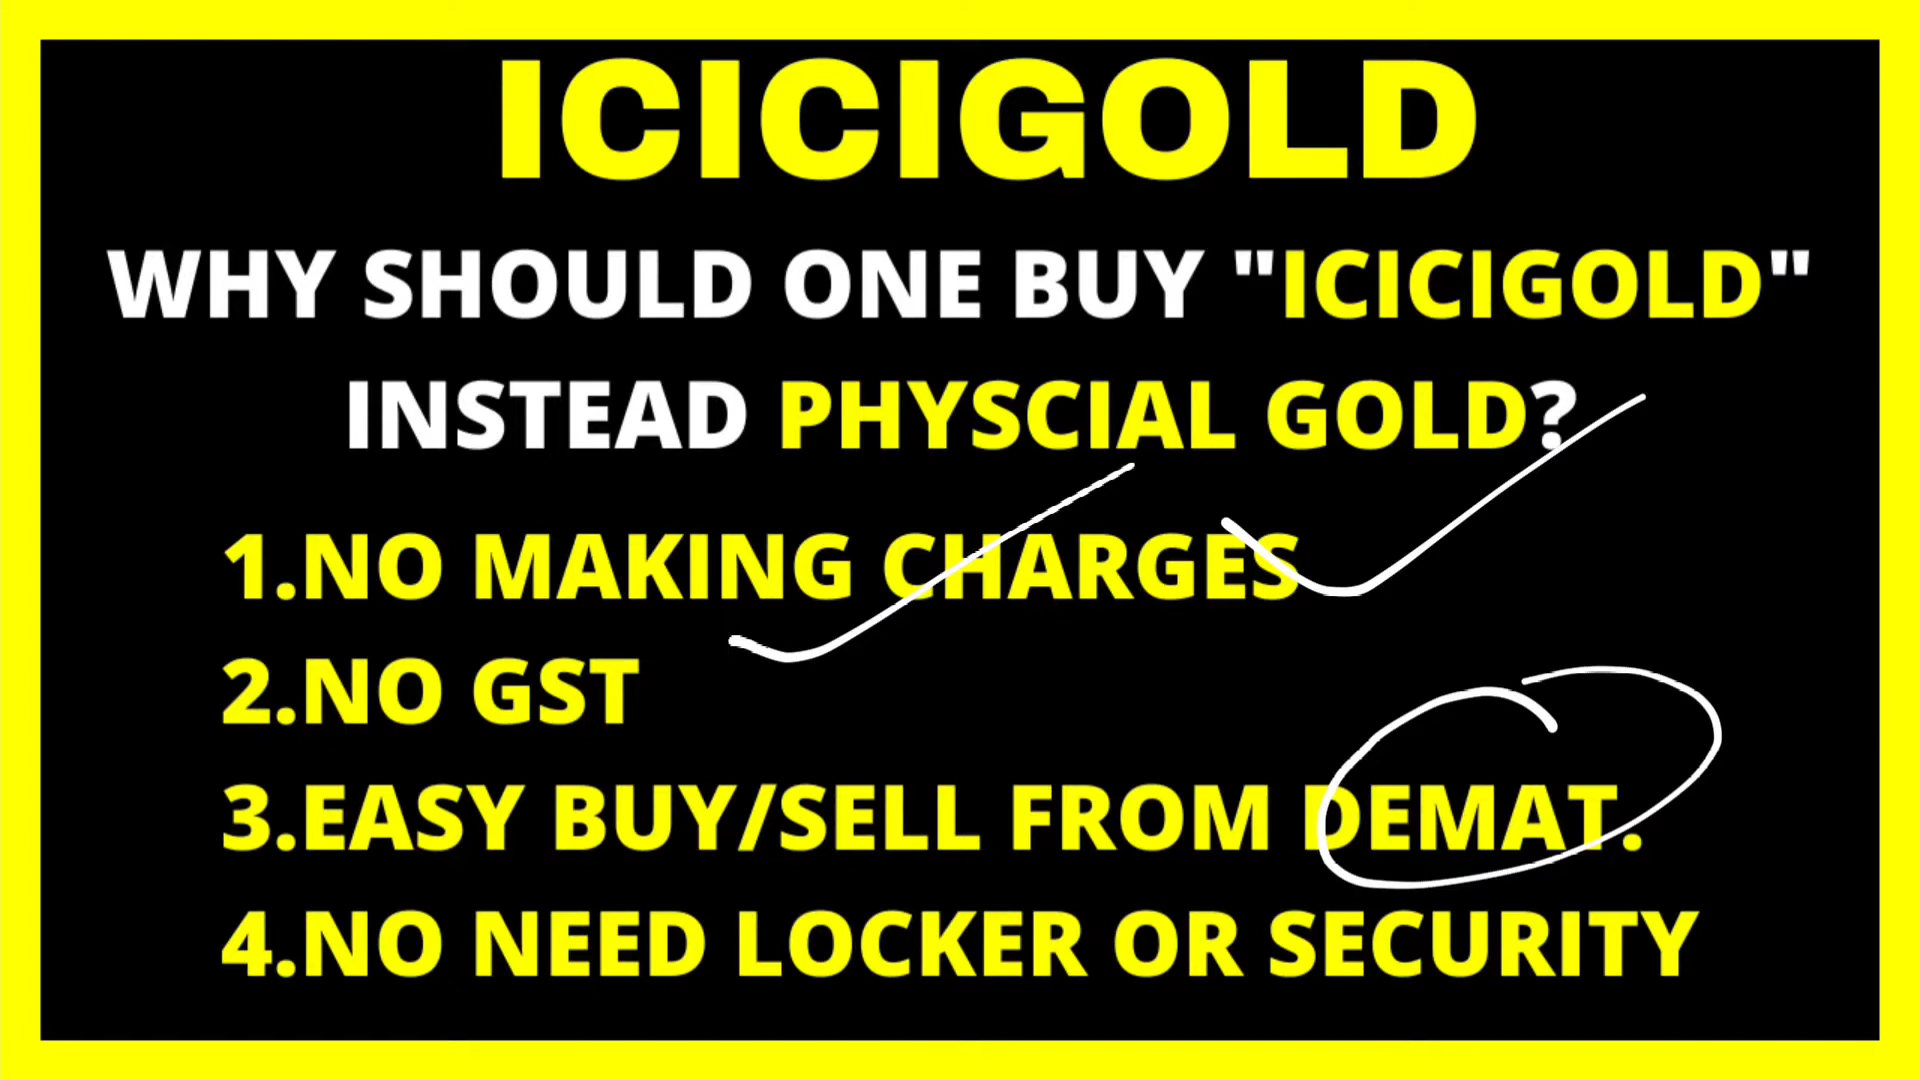 ICICIGOLD
WHY SHOULD ONE BUY "ICICIGOLD"
INSTEAD PHYSCIAL GOLD?
1.NO MAKING CHARGES
2.NO GST
3.EASY BUY/SELL FROM DEMAT.
4.NO NEED LOCKER OR SECURITY